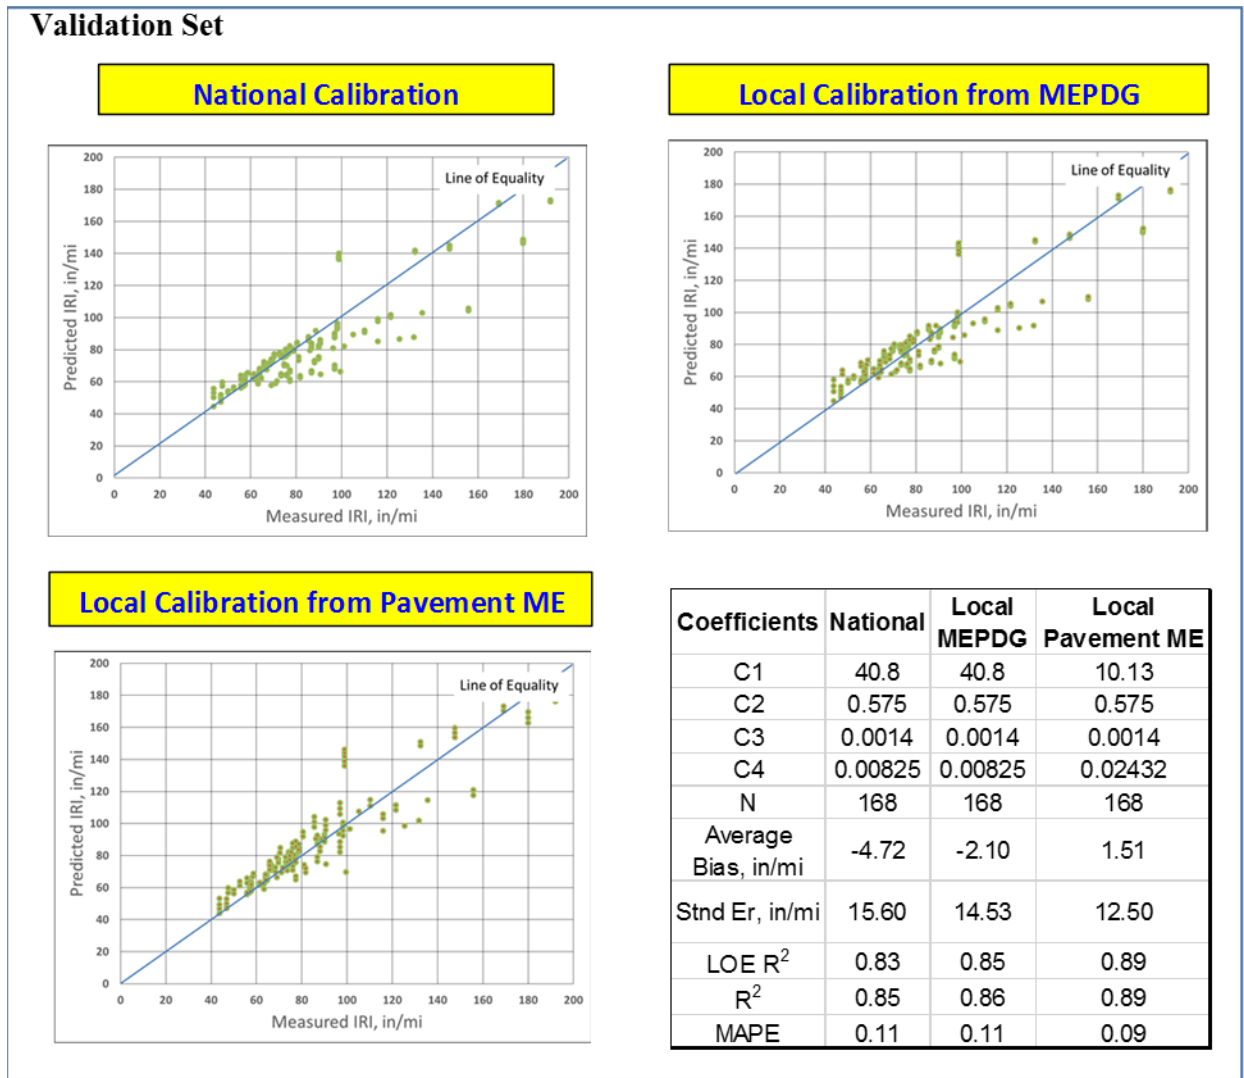 Validation Set
National Calibration
Local Calibration from MEPDG
200
180
160
140
120
100
80
60
40
20
0
Predicted IRI, in/mi
Line of Equality
0 20 40 60 80 100 120 140 160 180 200
Measured IRI, in/mi
200
180
160
140
120
100
80
60
40
20
0
Predicted IRI, in/mi
Line of Equality
0 20 40 60 80 100 120 140 160 180 200
Measured IRI, in/mi
Local Calibration from Pavement ME
200
180
160
140
120
100
80
60
40
20
0
Predicted IRI, in/mi
Line of Equality
0 20 40 60 80 100 120 140 160 180 200
Measured IRI, in/mi
Coefficients National Local MEPDG Local Pavement ME
C1 40.8 40.8 10.13
C2 0.575 0.575 0.575
C3 0.0014 0.0014 0.0014
C4 0.00825 0.00825 0.02432
N 168 168 168
Average Bias, in/mi -4.72 -2.10 1.51
Stnd Er, in/mi 15.60 14.53 12.50
LOE R² 0.83 0.85 0.89
R² 0.85 0.86 0.89
MAPE 0.11 0.11 0.09